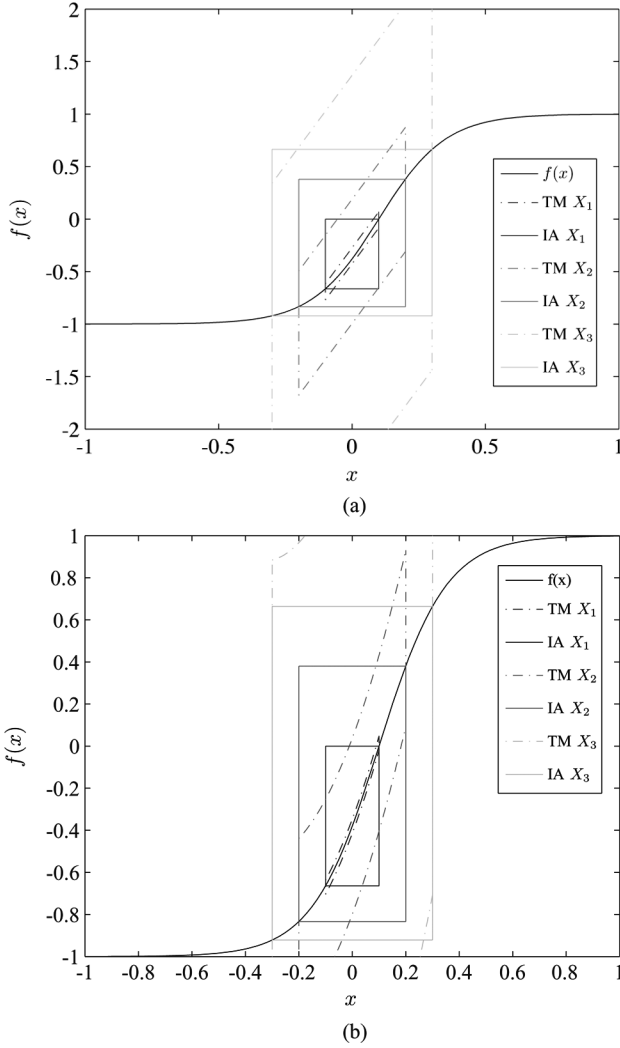 2
1.5
1
0.5
0
-0.5
-1
-1.5
-2
f(x)
-1
-0.5
0
0.5
1
x
f(x)
TM X₁
IA X₁
TM X₂
IA X₂
TM X₃
IA X₃
(a)
1
0.8
0.6
0.4
0.2
0
-0.2
-0.4
-0.6
-0.8
-1
f(x)
-1 -0.8 -0.6 -0.4 -0.2 0 0.2 0.4 0.6 0.8 1
x
f(x)
TM X₁
IA X₁
TM X₂
IA X₂
TM X₃
IA X₃
(b)